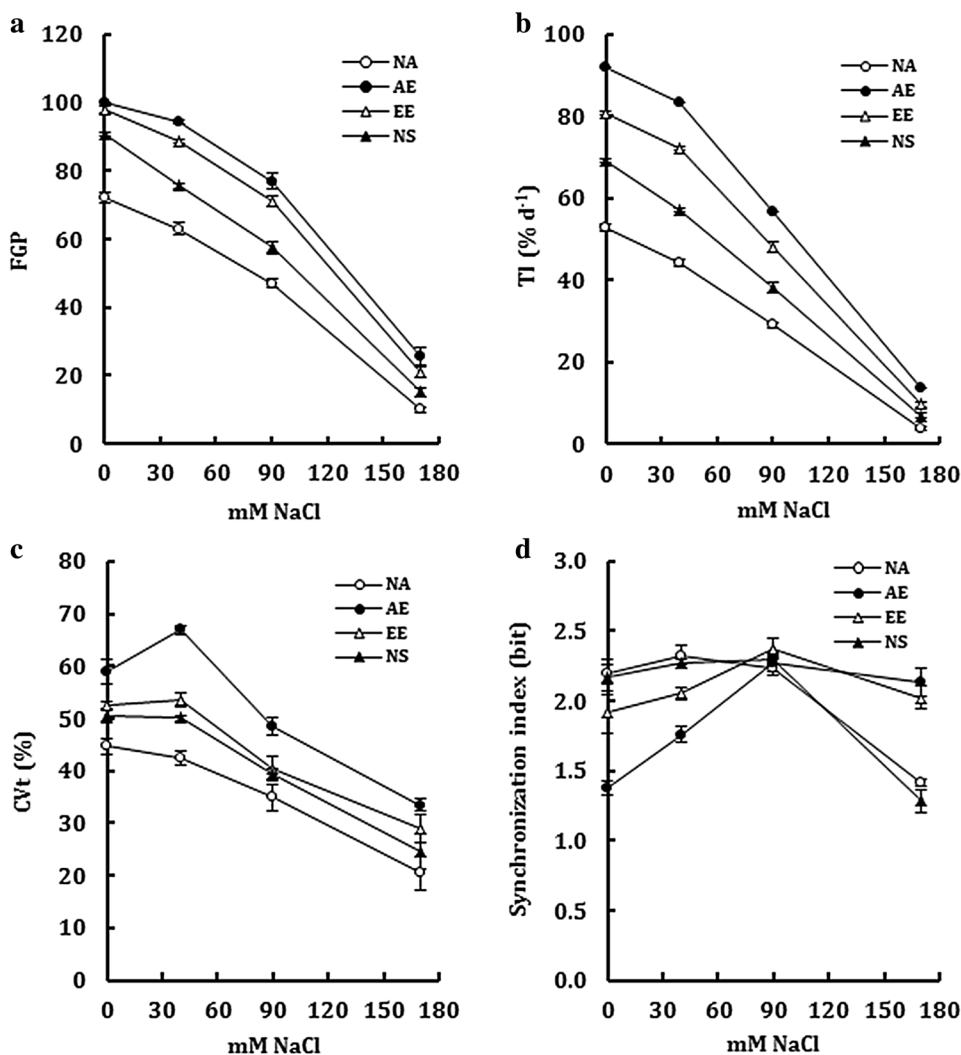 a
120
100
80
60
40
20
0
FGP
NA
AE
EE
NS
0 30 60 90 120 150 180
mM NaCl
b
100
80
60
40
20
0
TI (% d-1)
NA
AE
EE
NS
0 30 60 90 120 150 180
mM NaCl
c
80
70
60
50
40
30
20
10
0
CVt (%)
NA
AE
EE
NS
0 30 60 90 120 150 180
mM NaCl
d
3.0
2.5
2.0
1.5
1.0
0.5
0.0
Synchronization index (bit)
NA
AE
EE
NS
0 30 60 90 120 150 180
mM NaCl